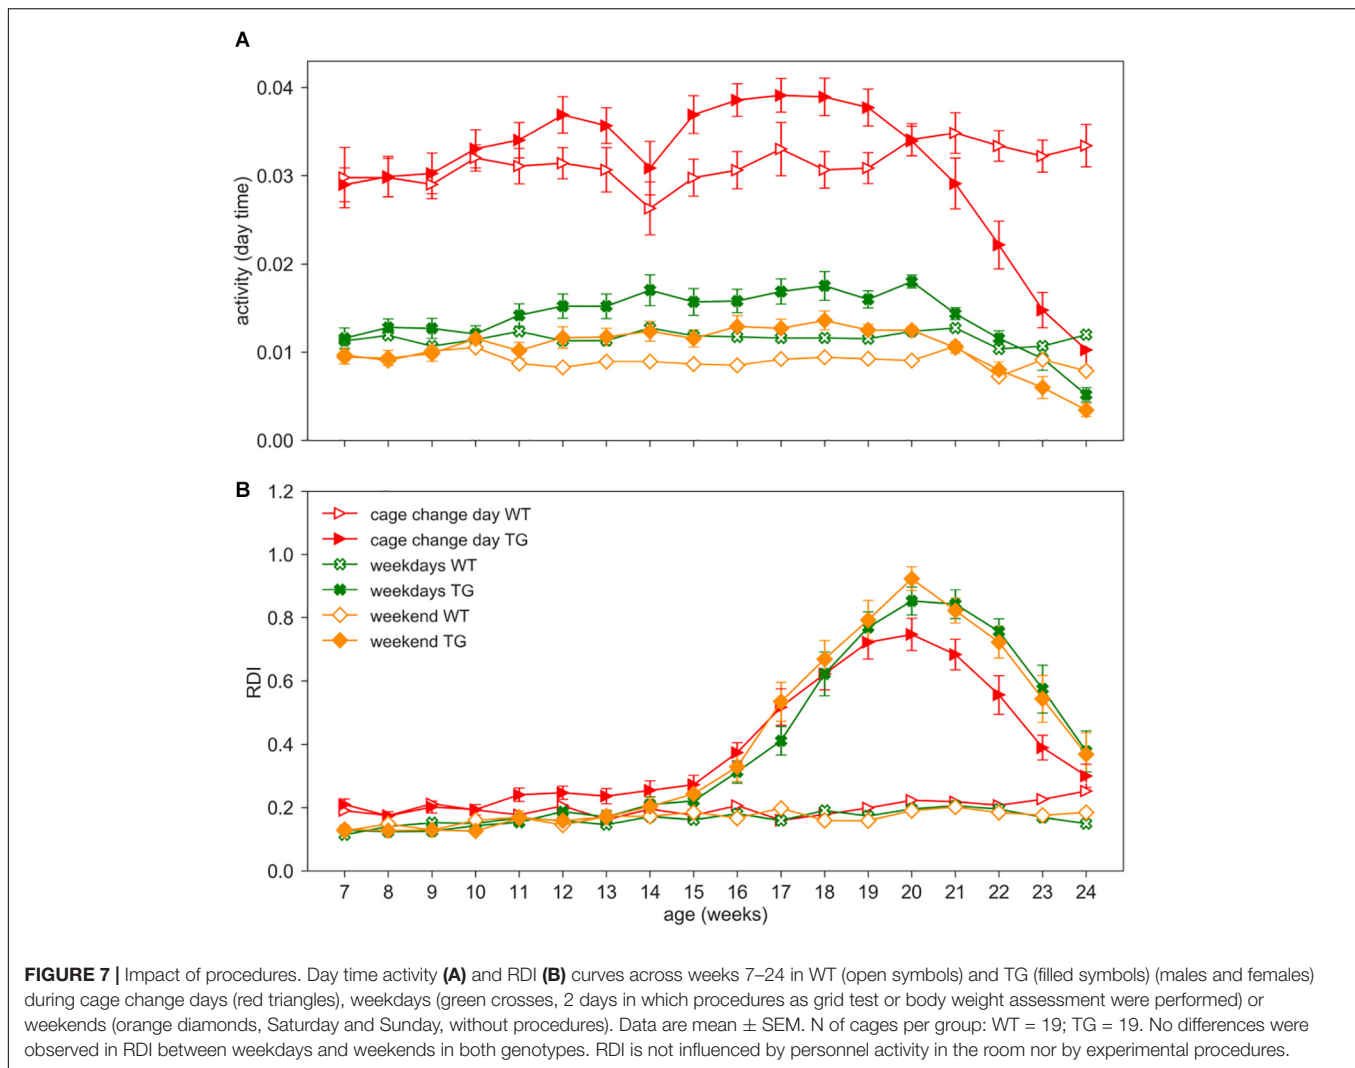 A
0.04
0.03
0.02
0.01
0.00
activity (day time)
B
1.2
1.0
0.8
0.6
0.4
0.2
0.0
RDI
cage change day WT
cage change day TG
weekdays WT
weekdays TG
weekend WT
weekend TG
7 8 9 10 11 12 13 14 15 16 17 18 19 20 21 22 23 24
age (weeks)
FIGURE 7 | Impact of procedures. Day time activity (A) and RDI (B) curves across weeks 7–24 in WT (open symbols) and TG (filled symbols) (males and females)
during cage change days (red triangles), weekdays (green crosses, 2 days in which procedures as grid test or body weight assessment were performed) or
weekends (orange diamonds, Saturday and Sunday, without procedures). Data are mean ± SEM. N of cages per group: WT = 19; TG = 19. No differences were
observed in RDI between weekdays and weekends in both genotypes. RDI is not influenced by personnel activity in the room nor by experimental procedures.